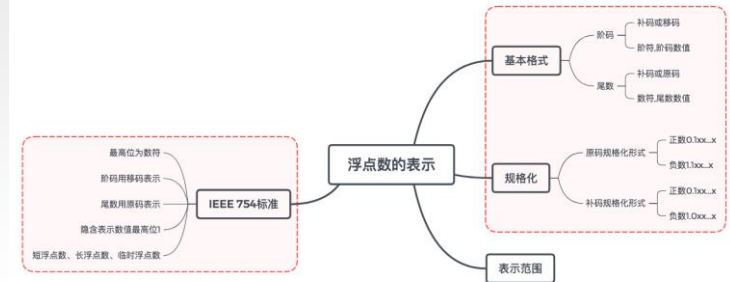 浮点数的表示
基本格式
阶码
补码或移码
阶符,阶码数值
尾数
补码或原码
数符,尾数数值
规格化
原码规格化形式
正数0.1xx...x
负数1.1xx...x
补码规格化形式
正数0.1xx...x
负数1.0xx...x
表示范围
IEEE 754标准
最高位为数符
阶码用移码表示
尾数用原码表示
隐含表示数值最高位1
短浮点数、长浮点数、临时浮点数